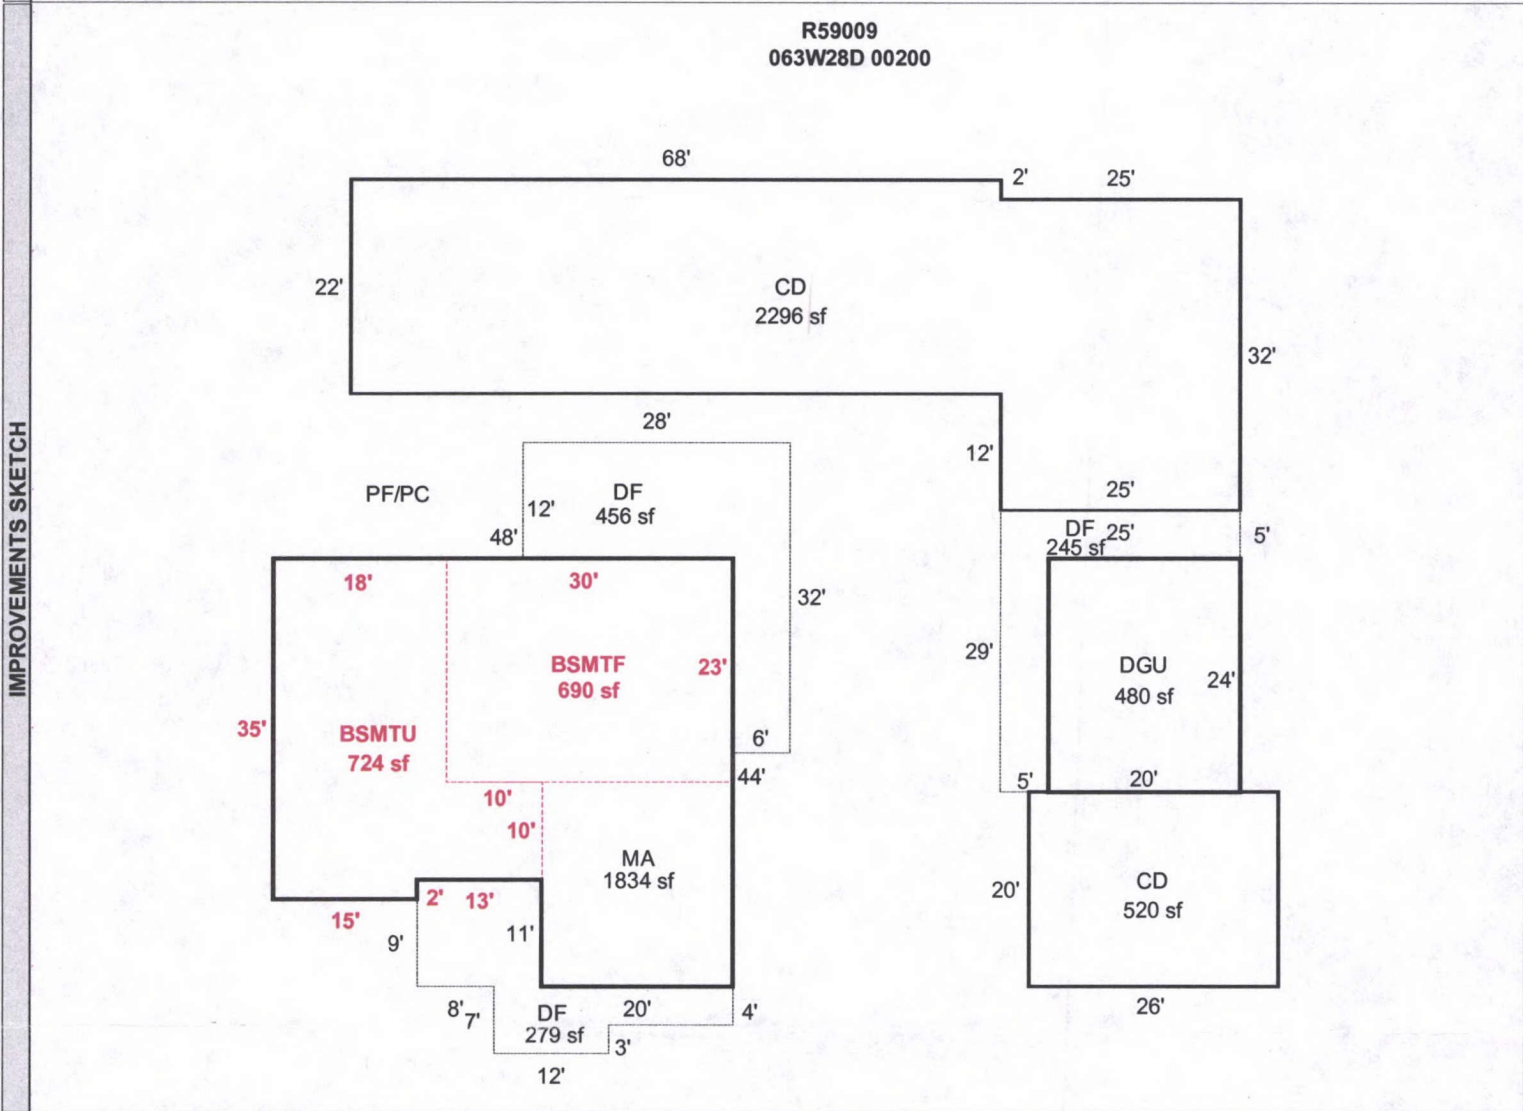 IMPROVEMENTS SKETCH
R59009
063W28D 00200
68'
2'
25'
22'
CD
2296 sf
32'
28'
12'
PF/PC
DF
456 sf
12'
48'
25'
DF
25'
245 sf
5'
18'
30'
32'
BSMTF
690 sf
23'
29'
DGU
480 sf
24'
35'
BSMTU
724 sf
6'
44'
10'
10'
5'
20'
MA
1834 sf
CD
520 sf
20'
2'
13'
15'
9'
11'
26'
8'
7'
DF
279 sf
20'
4'
3'
12'